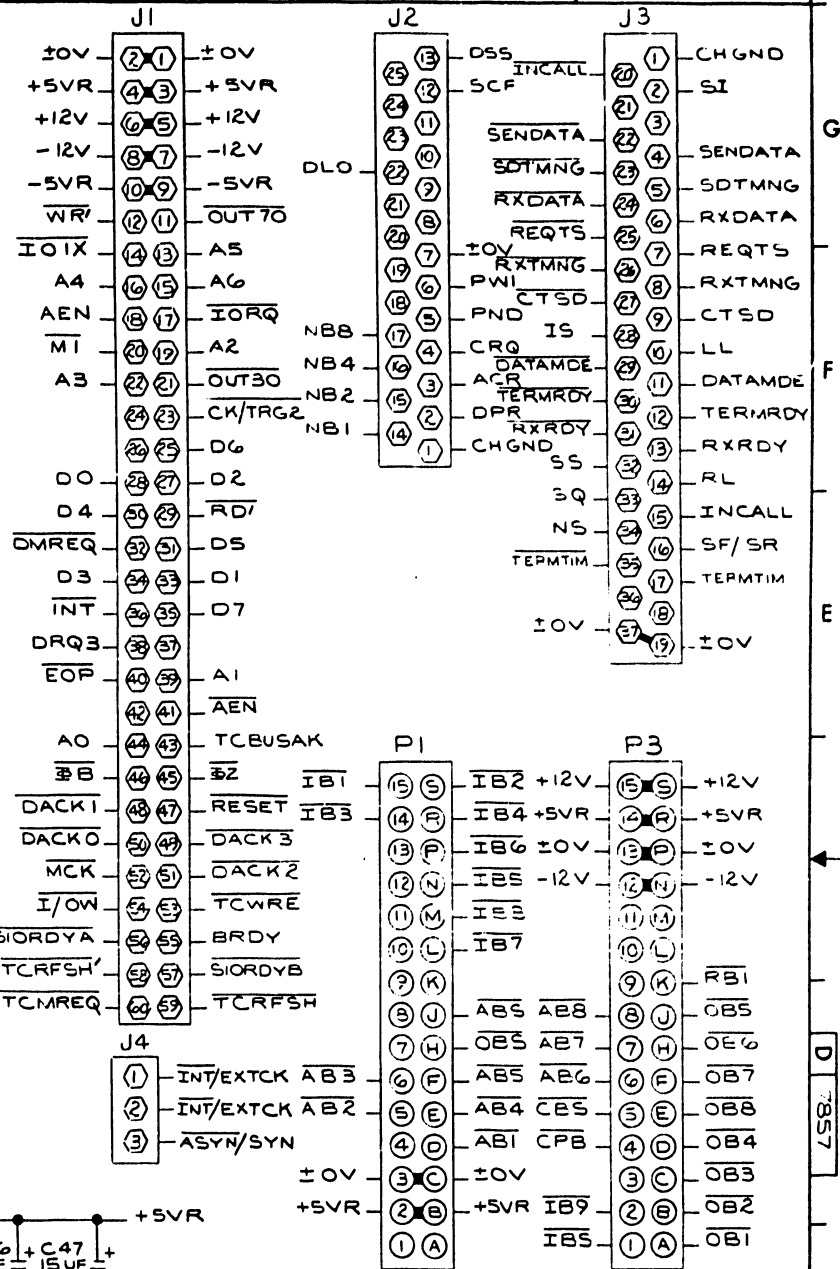 J1
±0V 2 1 ±0V
+5VR 4 3 +5VR
+12V 6 5 +12V
-12V 8 7 -12V
-5VR 10 9 -5VR
WR' 12 11 OUT70
IO1X 14 13 A5
A4 16 15 A6
AEN 18 17 IORQ
M1 20 19 A2
A3 22 21 OUT30
24 23 CK/TRG2
26 25 D6
D0 28 27 D2
D4 30 29 RD'
DMREQ 32 31 D5
D3 34 33 D1
INT 36 35 D7
DRQ3 38 37
EOP 40 39 A1
42 41 AEN
A0 44 43 TCBUSAK
46 45
DACK1 48 47 RESET
DACK0 50 49 DACK3
MCK 52 51 DACK2
I/OW 54 53 TCWRE
SIORDYA 56 55 BRDY
TCRFSH' 58 57 SIORDYB
TCMREQ 60 59 TCRFSH
J2
13 DSS
25
12 SCF
24
11
23
10
DLO 22
9
21
8
20
7 ±0V
19
6 PWI
18
5 PND
NB8 17
4 CRQ
NB4 16
3 ACR
NB2 15
2 DPR
NB1 14
1 CHGND
J3
1 CHGND
INCALL 20
2 SI
21
3
SENDATA 22
4 SENDATA
SDTMNG 23
5 SDTMNG
RXDATA 24
6 RXDATA
REQTS 25
7 REQTS
RXTMNG 26
8 RXTMNG
CTSD 27
9 CTSD
IS 28
10 LL
DATAMDE 29
11 DATAMDE
TERMRDY 30
12 TERMRDY
RXRDY 31
13 RXRDY
SS 32
14 RL
SQ 33
15 INCALL
NS 34
16 SF/SR
TERMTIM 35
17 TERMTIM
36
18
±0V 37
19 ±0V
J4
1 INT/EXTCK
2 INT/EXTCK
3 ASYN/SYN
P1
IB1 15 S IB2
IB3 14 R IB4
13 P IB6
12 N IB5
11 M
10 L IB7
9 K
8 J ABS
7 H OBS
AB3 6 F AB5
AB2 5 E AB4
4 D AB1
±0V 3 C ±0V
+5VR 2 B +5VR
1 A
P3
+12V 15 S +12V
+5VR 14 R +5VR
±0V 13 P ±0V
-12V 12 N -12V
11 M
10 L
9 K RB1
AB8 8 J OB5
AB7 7 H
AB6 6 F OB7
CBS 5 E OB8
CPB 4 D OB4
3 C OB3
IB9 2 B OB2
IBS 1 A OB1
G
F
E
D
7857
+5VR
+ C47 +
15UF